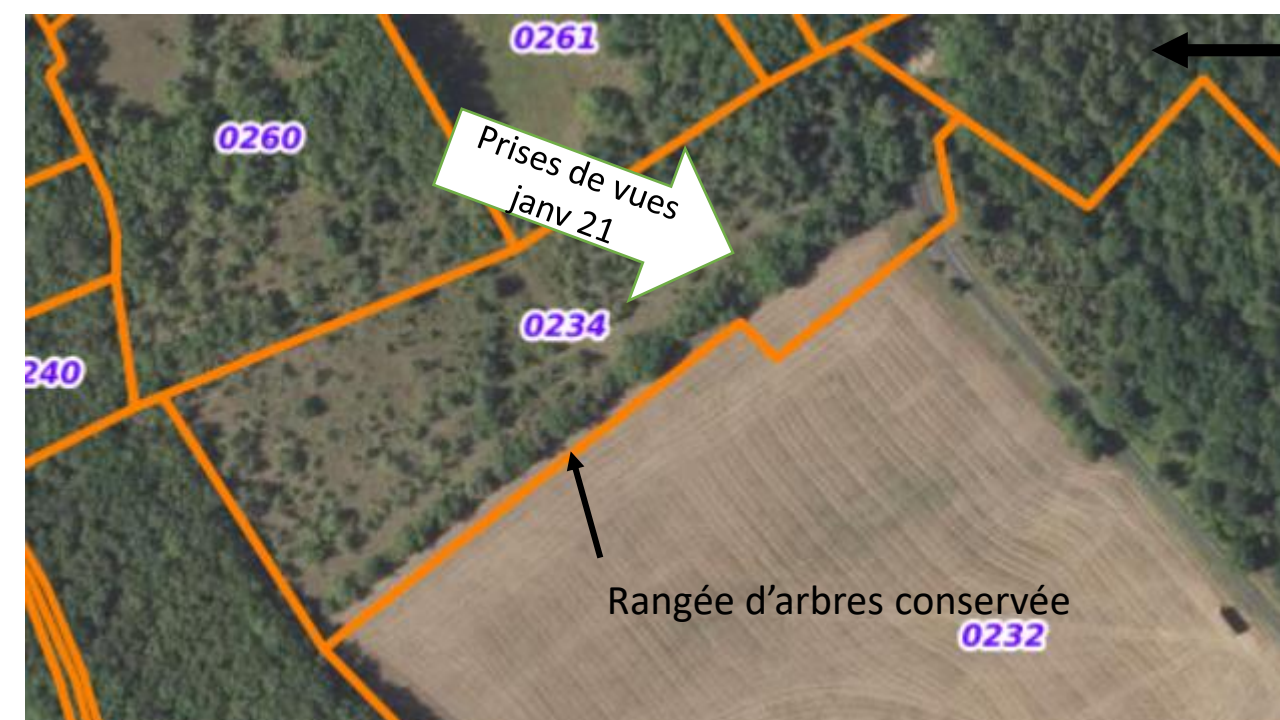 0261
0260
Prises de vues
janv 21
0234
240
Rangée d’arbres conservée
0232